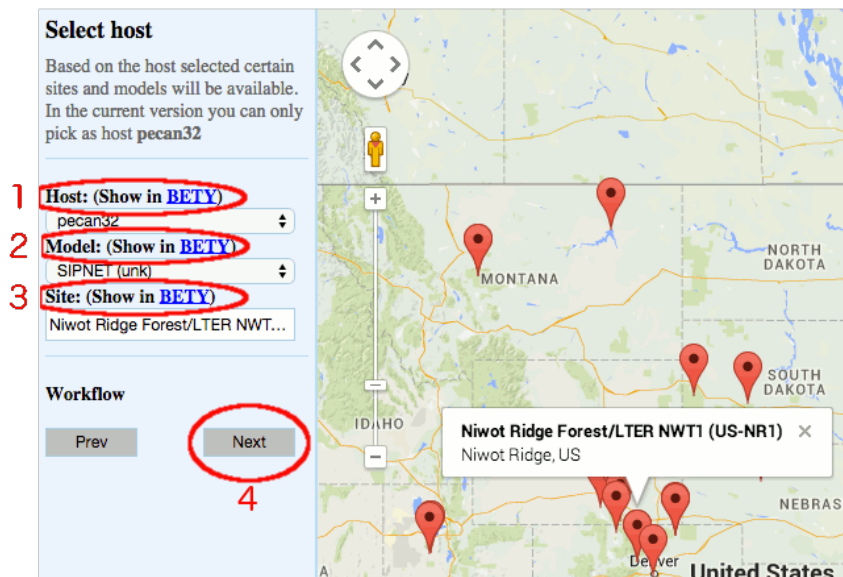 Select host
Based on the host selected certain
sites and models will be available.
In the current version you can only
pick as host pecan32
1 Host: (Show in BETY)
pecan32
2 Model: (Show in BETY)
SIPNET (unk)
3 Site: (Show in BETY)
Niwot Ridge Forest/LTER NWT...
Workflow
Prev
Next
4
MONTANA
NORTH
DAKOTA
SOUTH
DAKOTA
IDAHO
Niwot Ridge Forest/LTER NWT1 (US-NR1) ×
Niwot Ridge, US
NEBRAS
Denver
United States